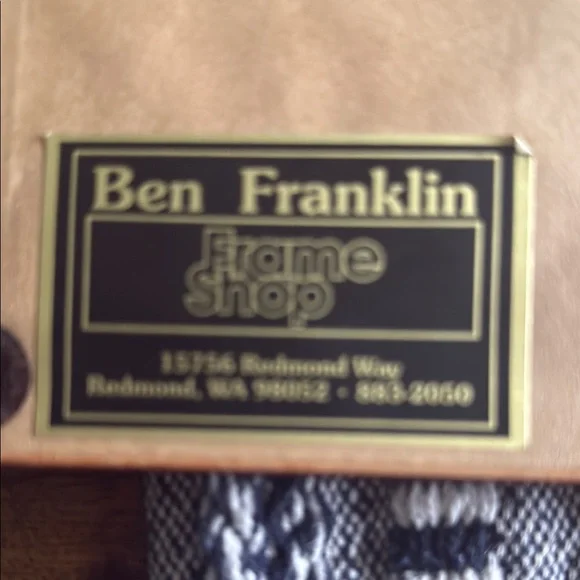 Ben Franklin
Frame
Shop
15756 Redmond Way
Redmond, WA 98052 · 883-2050